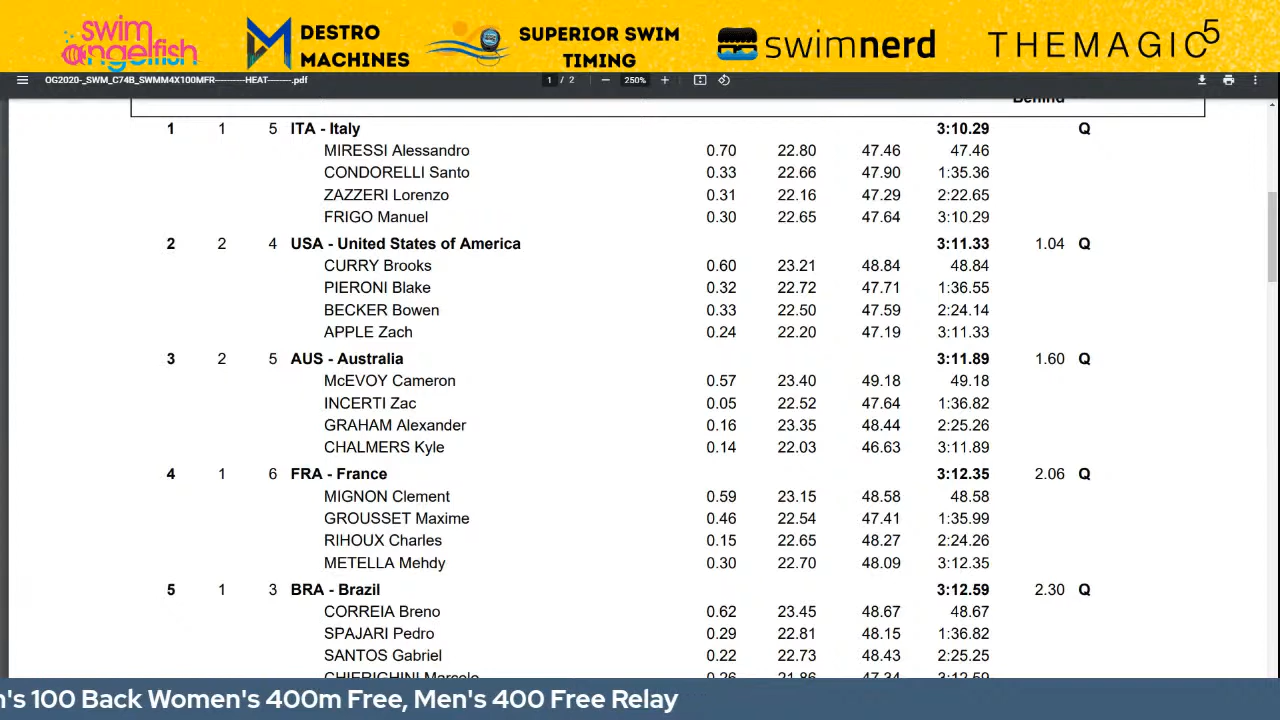 swim angelfish
DESTRO MACHINES
SUPERIOR SWIM TIMING
swimnerd
THEMAGIC5
OG2020-_SWM_C74B_SWMM4X100MFR----------HEAT--------.pdf
1 / 2 250%
Behind
1 1 5 ITA - Italy 3:10.29 Q
MIRESSI Alessandro 0.70 22.80 47.46 47.46
CONDORELLI Santo 0.33 22.66 47.90 1:35.36
ZAZZERI Lorenzo 0.31 22.16 47.29 2:22.65
FRIGO Manuel 0.30 22.65 47.64 3:10.29
2 2 4 USA - United States of America 3:11.33 1.04 Q
CURRY Brooks 0.60 23.21 48.84 48.84
PIERONI Blake 0.32 22.72 47.71 1:36.55
BECKER Bowen 0.33 22.50 47.59 2:24.14
APPLE Zach 0.24 22.20 47.19 3:11.33
3 2 5 AUS - Australia 3:11.89 1.60 Q
McEVOY Cameron 0.57 23.40 49.18 49.18
INCERTI Zac 0.05 22.52 47.64 1:36.82
GRAHAM Alexander 0.16 23.35 48.44 2:25.26
CHALMERS Kyle 0.14 22.03 46.63 3:11.89
4 1 6 FRA - France 3:12.35 2.06 Q
MIGNON Clement 0.59 23.15 48.58 48.58
GROUSSET Maxime 0.46 22.54 47.41 1:35.99
RIHOUX Charles 0.15 22.65 48.27 2:24.26
METELLA Mehdy 0.30 22.70 48.09 3:12.35
5 1 3 BRA - Brazil 3:12.59 2.30 Q
CORREIA Breno 0.62 23.45 48.67 48.67
SPAJARI Pedro 0.29 22.81 48.15 1:36.82
SANTOS Gabriel 0.22 22.73 48.43 2:25.25
CHIERIGHINI Marcelo 0.26 21.86 47.34 3:12.59
n's 100 Back Women's 400m Free, Men's 400 Free Relay